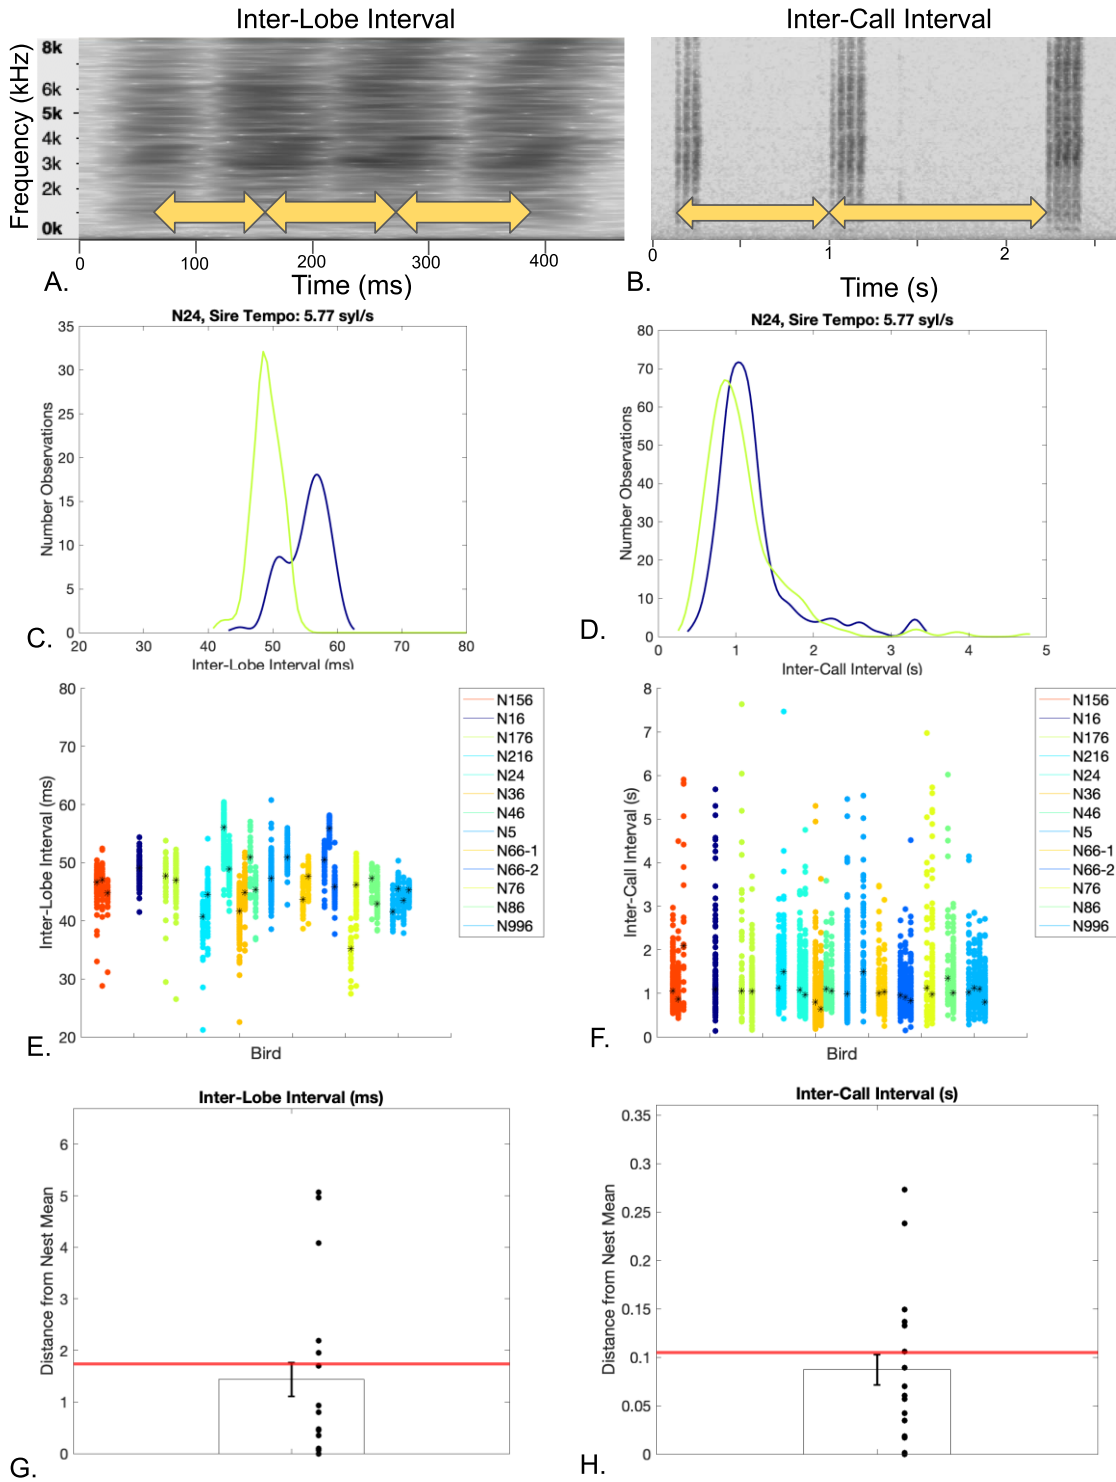 Inter-Lobe Interval
Inter-Call Interval
Frequency (kHz)
8k
6k
5k
4k
3k
2k
0k
0
100
200
300
400
A.
Time (ms)
0
1
2
B.
Time (s)
N24, Sire Tempo: 5.77 syl/s
Number Observations
35
30
25
20
15
10
5
0
20
30
40
50
60
70
80
Inter-Lobe Interval (ms)
C.
N24, Sire Tempo: 5.77 syl/s
Number Observations
80
70
60
50
40
30
20
10
0
0
1
2
3
4
5
Inter-Call Interval (s)
D.
Inter-Lobe Interval (ms)
80
70
60
50
40
30
20
Bird
E.
N156
N16
N176
N216
N24
N36
N46
N5
N66-1
N66-2
N76
N86
N996
Inter-Call Interval (s)
8
7
6
5
4
3
2
1
0
Bird
F.
N156
N16
N176
N216
N24
N36
N46
N5
N66-1
N66-2
N76
N86
N996
Inter-Lobe Interval (ms)
Distance from Nest Mean
6
5
4
3
2
1
0
G.
Inter-Call Interval (s)
Distance from Nest Mean
0.35
0.3
0.25
0.2
0.15
0.1
0.05
0
H.